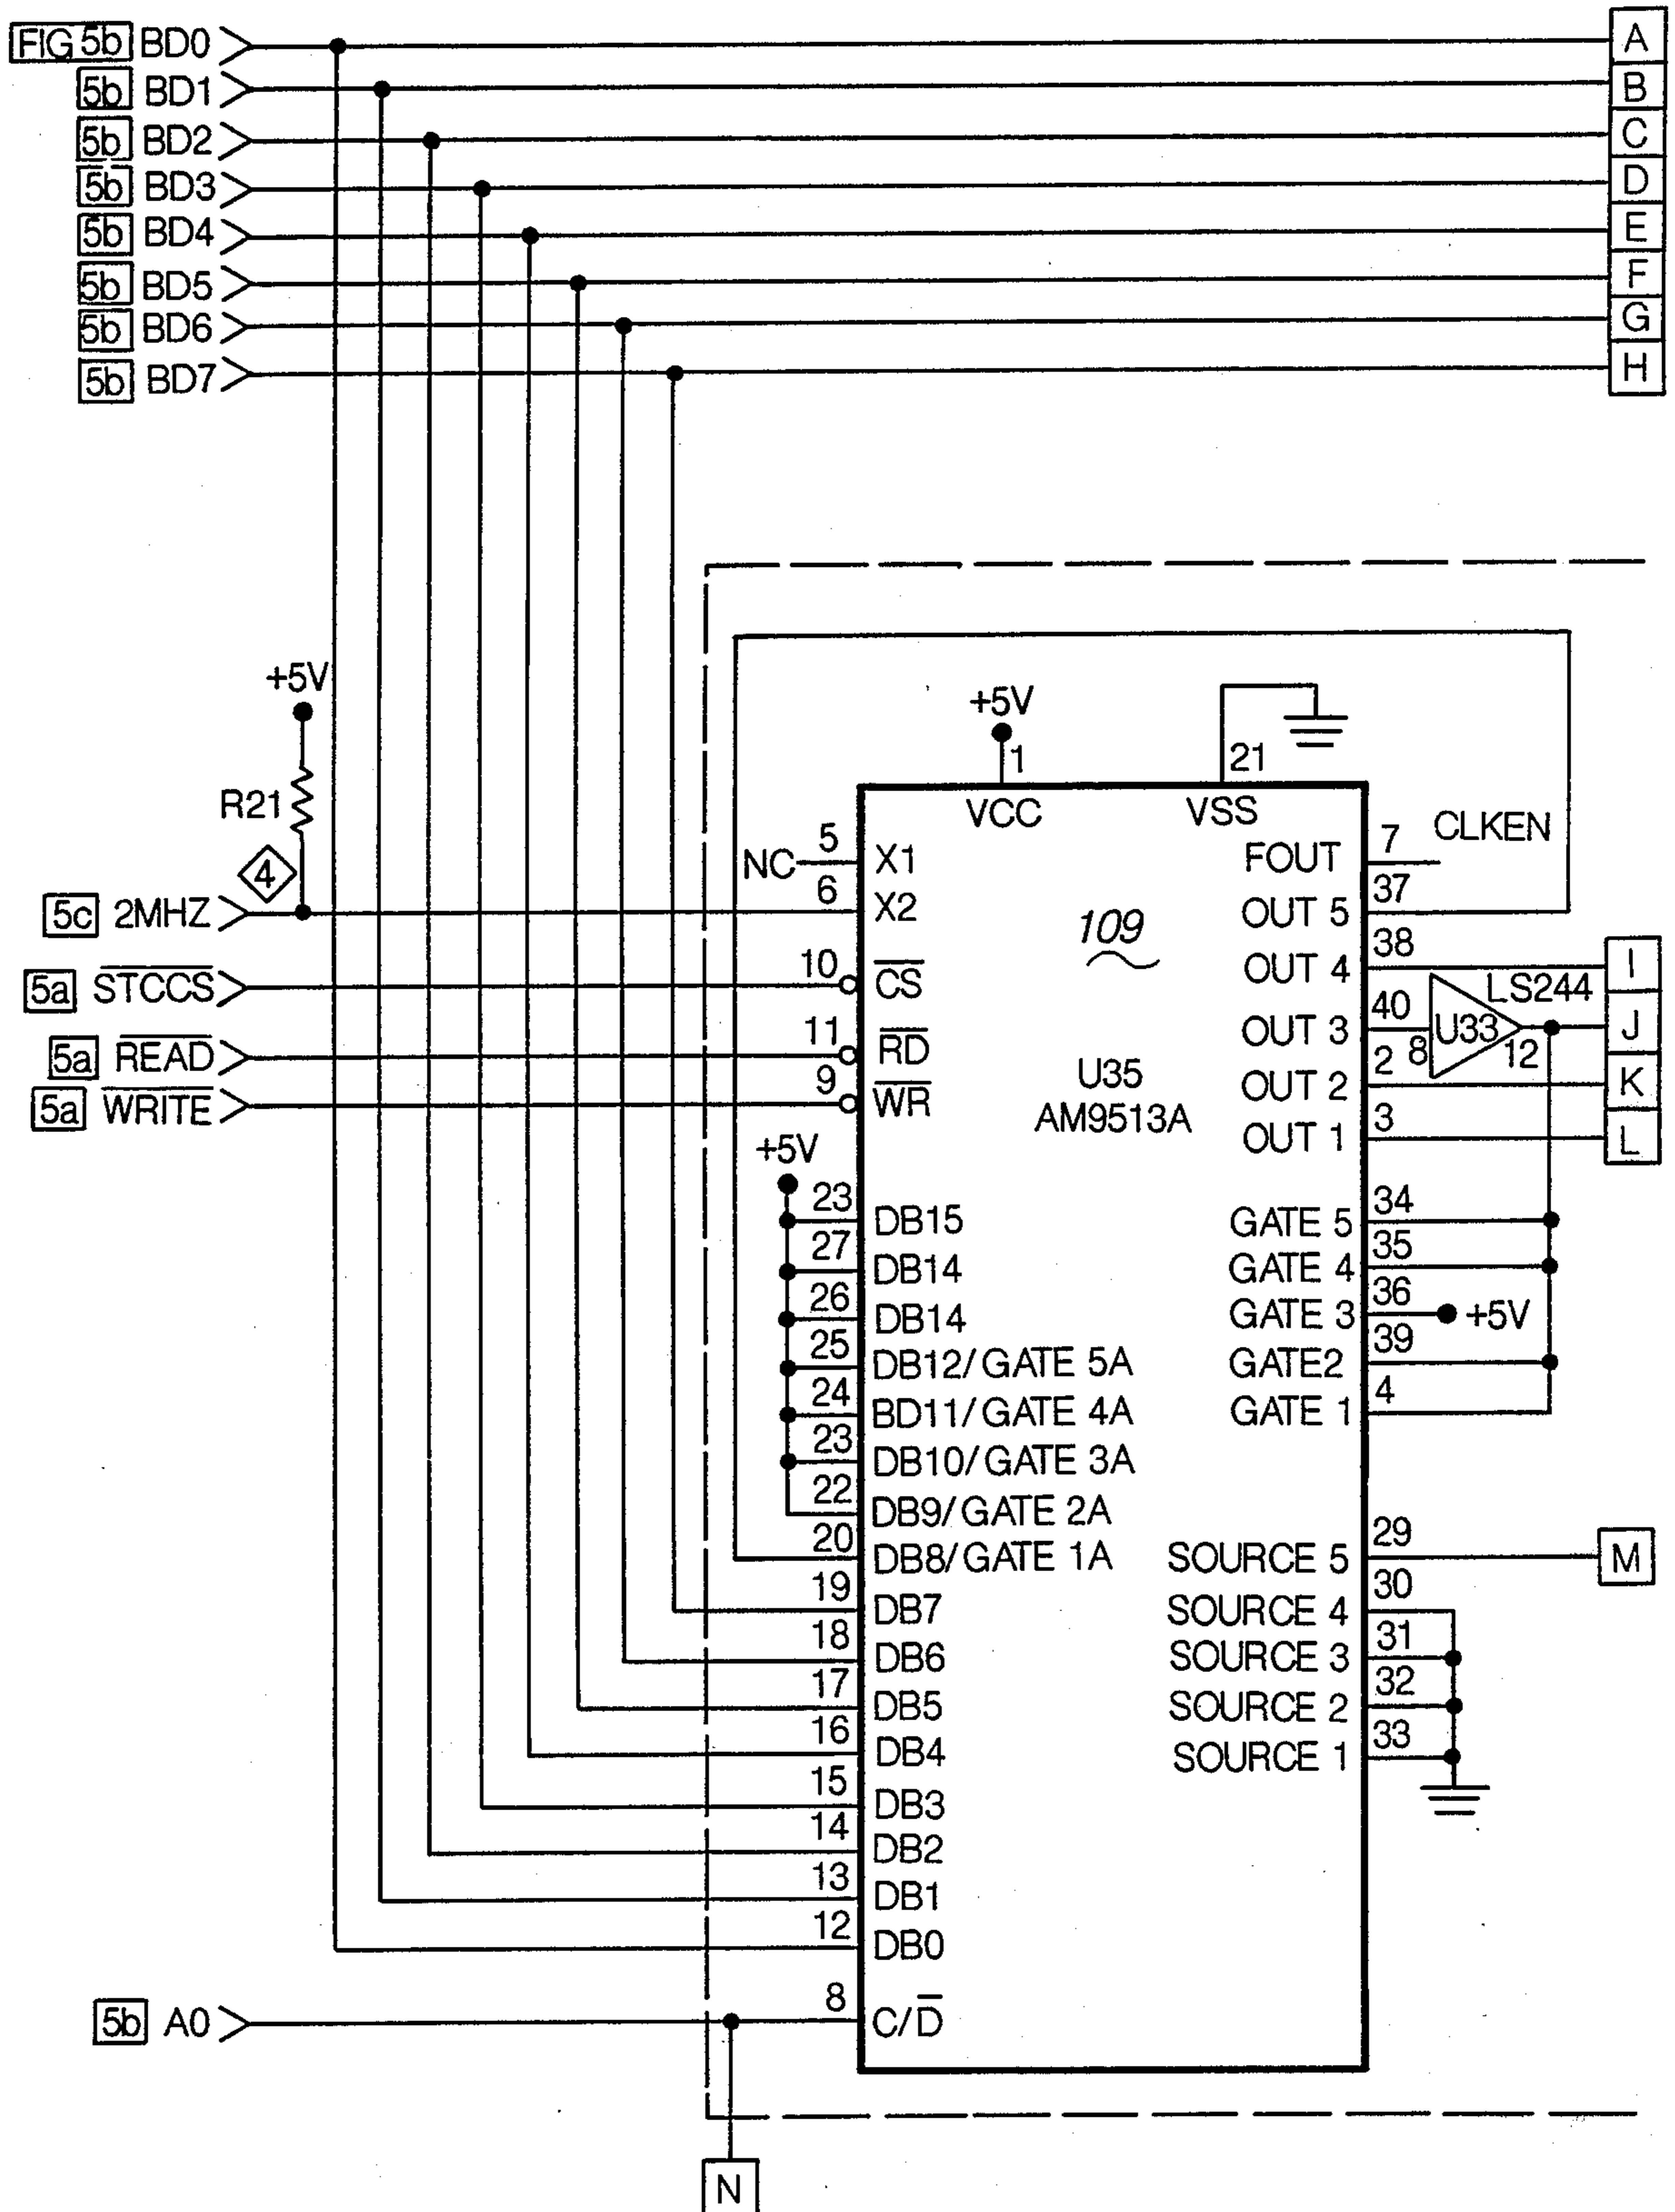 FIG 5b BD0 A
5b BD1 B
5b BD2 C
5b BD3 D
5b BD4 E
5b BD5 F
5b BD6 G
5b BD7 H
+5V
R21
4
+5V
1
21
VCC
VSS
NC 5 X1
FOUT 7 CLKEN
5c 2MHZ 6 X2
OUT 5 37
109
5a S̅T̅C̅C̅S̅ 10 C̅S̅
OUT 4 38 I
LS244
5a R̅E̅A̅D̅ 11 R̅D̅
OUT 3 40 8 U33 12 J
5a W̅R̅I̅T̅E̅ 9 W̅R̅
U35
AM9513A
OUT 2 2 K
OUT 1 3 L
+5V
23 DB15
GATE 5 34
27 DB14
GATE 4 35
26 DB14
GATE 3 36 +5V
25 DB12/GATE 5A
GATE2 39
24 BD11/GATE 4A
GATE 1 4
23 DB10/GATE 3A
22 DB9/GATE 2A
20 DB8/GATE 1A
SOURCE 5 29 M
19 DB7
SOURCE 4 30
18 DB6
SOURCE 3 31
17 DB5
SOURCE 2 32
16 DB4
SOURCE 1 33
15 DB3
14 DB2
13 DB1
12 DB0
5b A0 8 C/D̅
N